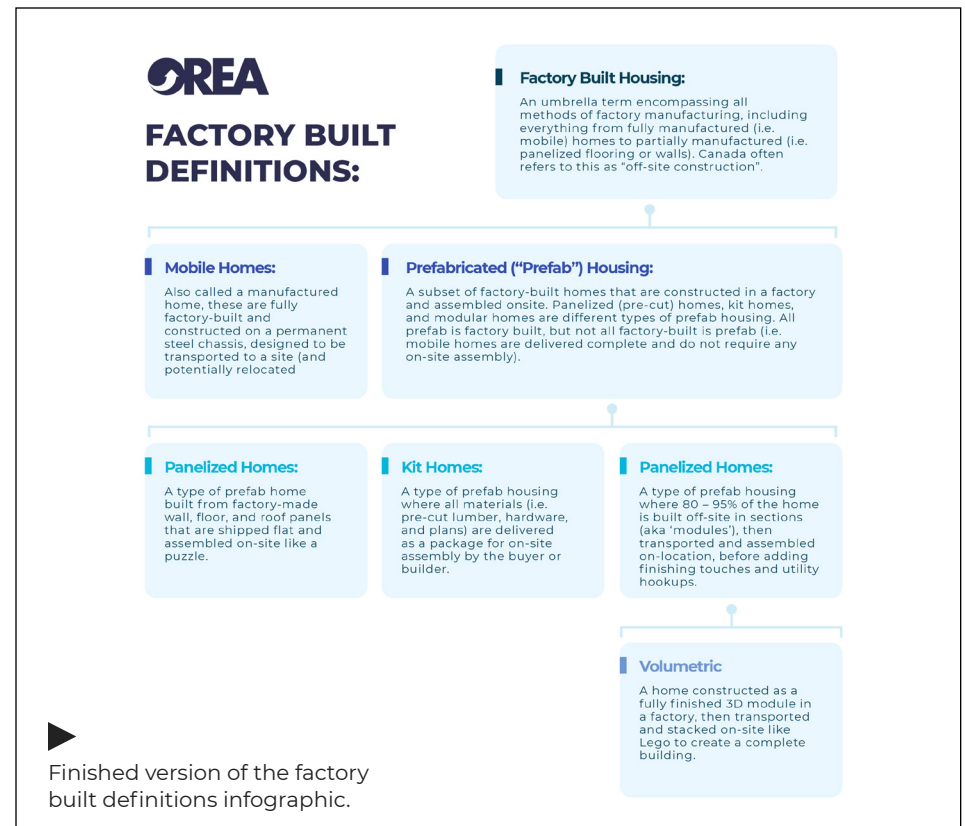 OREA
FACTORY BUILT
DEFINITIONS:
Factory Built Housing:
An umbrella term encompassing all
methods of factory manufacturing, including
everything from fully manufactured (i.e.
mobile) homes to partially manufactured (i.e.
panelized flooring or walls). Canada often
refers to this as “off-site construction”.
Mobile Homes:
Also called a manufactured
home, these are fully
factory-built and
constructed on a permanent
steel chassis, designed to be
transported to a site (and
potentially relocated
Prefabricated (“Prefab”) Housing:
A subset of factory-built homes that are constructed in a factory
and assembled onsite. Panelized (pre-cut) homes, kit homes,
and modular homes are different types of prefab housing. All
prefab is factory built, but not all factory-built is prefab (i.e.
mobile homes are delivered complete and do not require any
on-site assembly).
Panelized Homes:
A type of prefab home
built from factory-made
wall, floor, and roof panels
that are shipped flat and
assembled on-site like a
puzzle.
Kit Homes:
A type of prefab housing
where all materials (i.e.
pre-cut lumber, hardware,
and plans) are delivered
as a package for on-site
assembly by the buyer or
builder.
Panelized Homes:
A type of prefab housing
where 80 – 95% of the home
is built off-site in sections
(aka ‘modules’), then
transported and assembled
on-location, before adding
finishing touches and utility
hookups.
Volumetric
A home constructed as a
fully finished 3D module in
a factory, then transported
and stacked on-site like
Lego to create a complete
building.
Finished version of the factory
built definitions infographic.